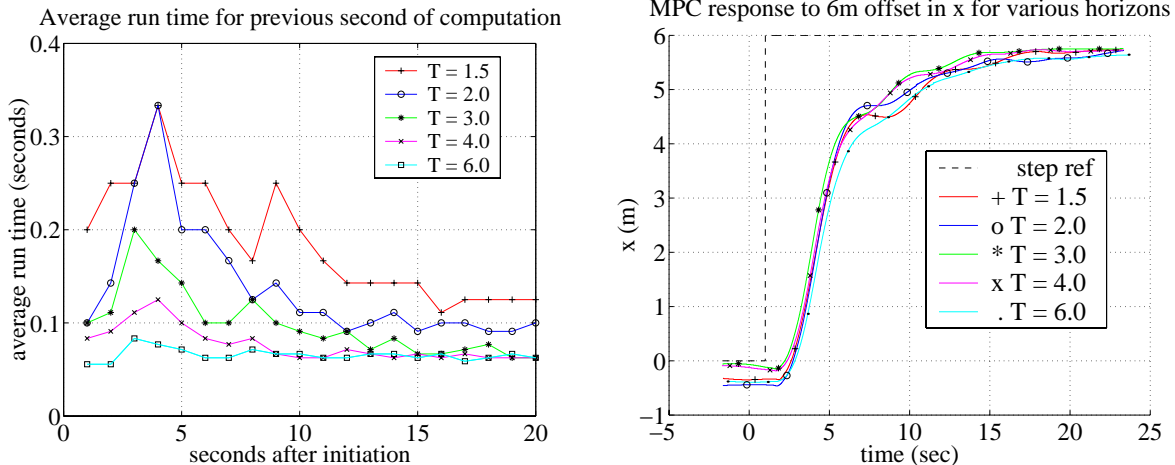 Average run time for previous second of computation
0.4
0.3
0.2
0.1
0
average run time (seconds)
T = 1.5
T = 2.0
T = 3.0
T = 4.0
T = 6.0
0
5
10
15
20
seconds after initiation
MPC response to 6m offset in x for various horizons
6
5
4
3
2
1
0
−1
x (m)
step ref
+ T = 1.5
o T = 2.0
* T = 3.0
x T = 4.0
. T = 6.0
−5
0
5
10
15
20
25
time (sec)